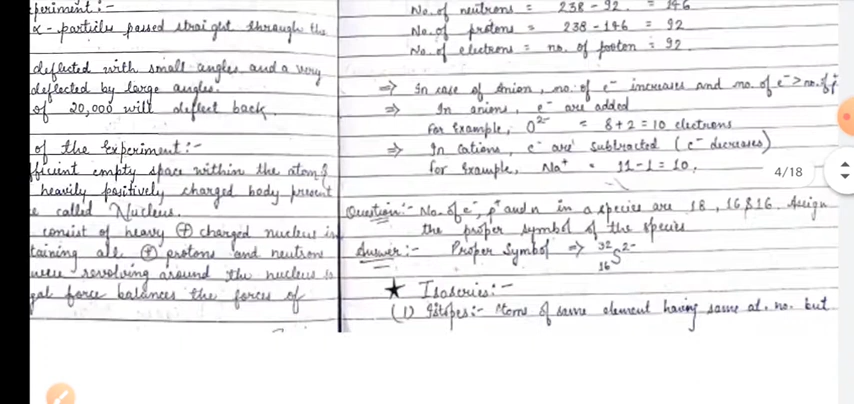 periment :-
α - particles passed straight through the
deflected with small angles and a very
deflected by large angles.
of 20,000 will deflect back.
of the Experiment :-
fficient empty space within the atom &
heavily positively charged body present
e called Nucleus.
consist of heavy ⊕ charged nucleus in
taining all ⊕ protons and neutron
were revolving around the nucleus in
gal force balances the forces of
No. of neutrons = 238 - 92 = 146
No. of protons = 238 - 146 = 92
No. of electrons = no. of proton = 92
⇒ In case of Anion, no. of e⁻ increases and no. of e⁻ > no. of p
⇒ In anions, e⁻ are added
For Example, O²⁻ = 8 + 2 = 10 electrons
⇒ In cations, e⁻ are subtracted (e⁻ decreases)
for Example, Na⁺ = 11 - 1 = 10.
4/18
Question :- No. of e⁻, p⁺ and n in a species are 18, 16 & 16. Assign
the proper symbol of the species
Answer :- Proper Symbol ⇒ ³²₁₆S²⁻
★ Isoseries :-
(1) Isotopes :- Atoms of same element having same at. no. but